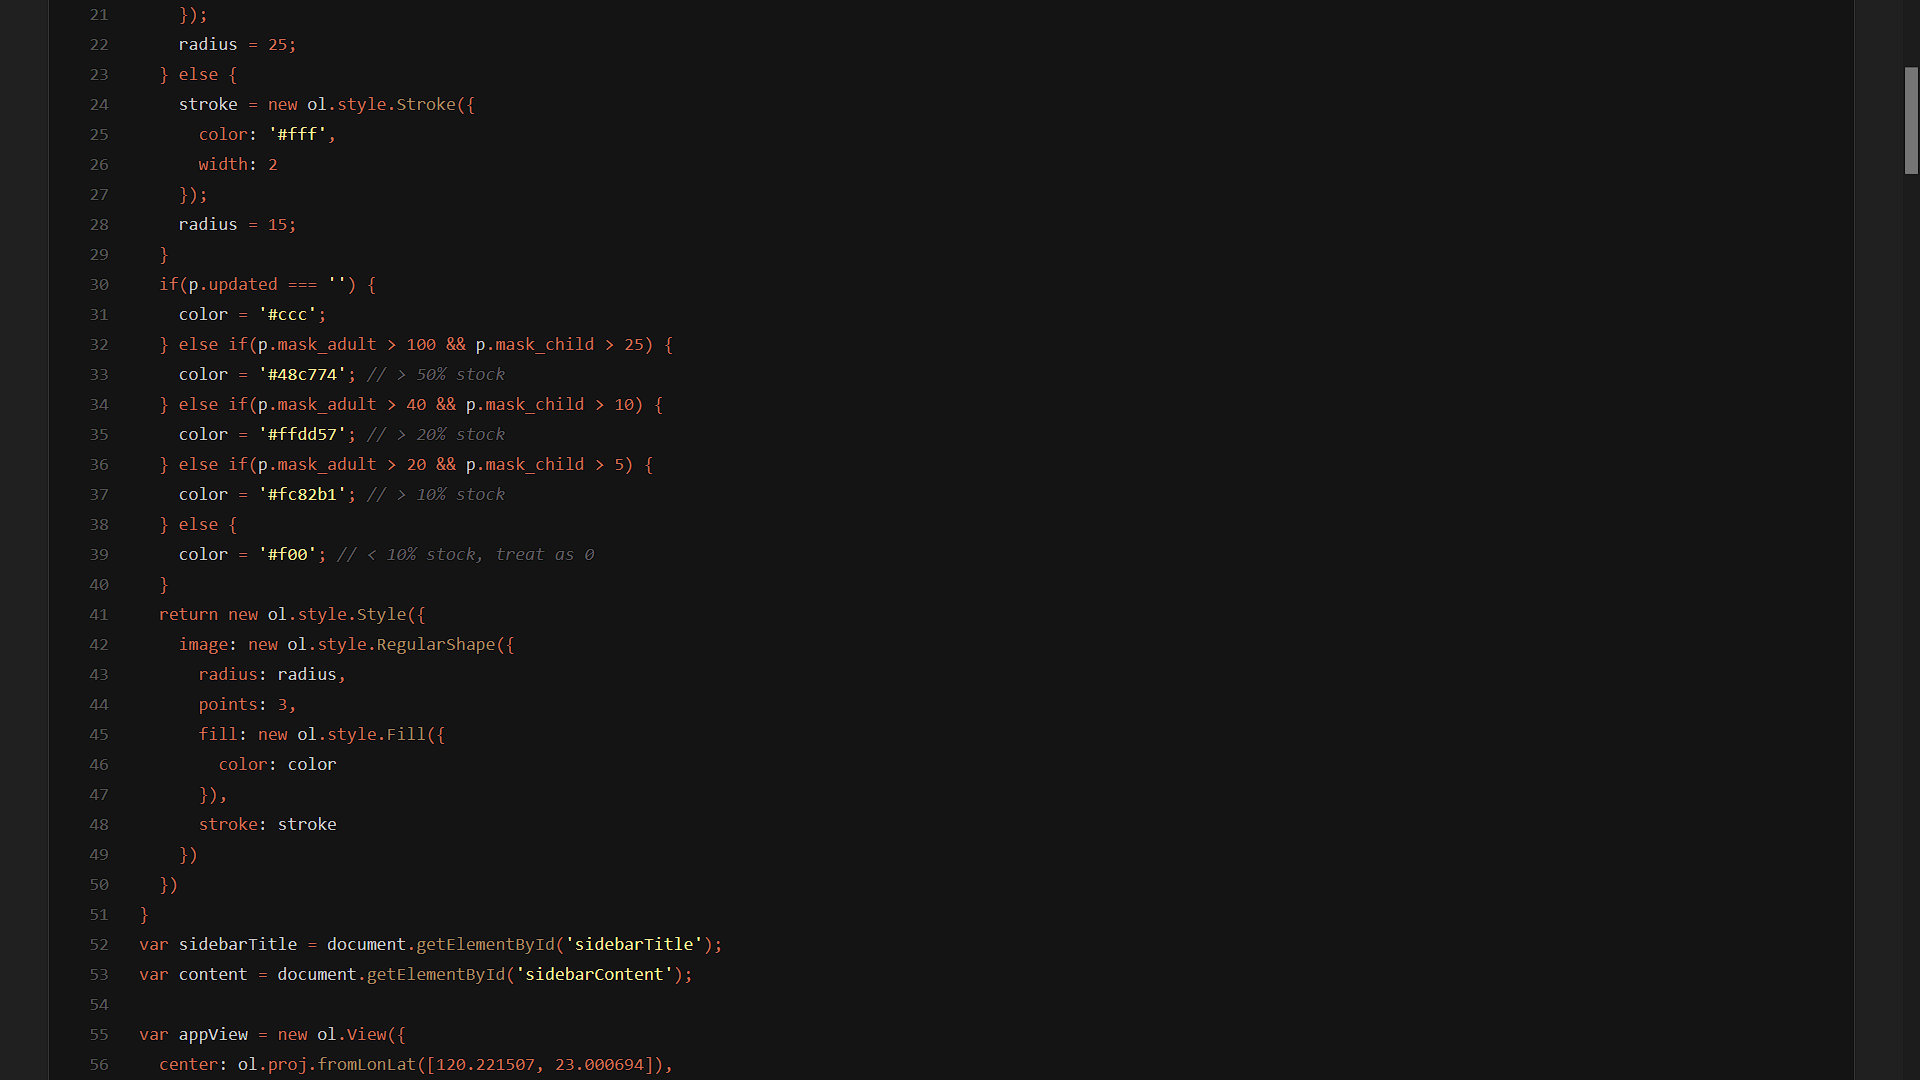 21 });
22 radius = 25;
23 } else {
24 stroke = new ol.style.Stroke({
25 color: '#fff',
26 width: 2
27 });
28 radius = 15;
29 }
30 if(p.updated === '') {
31 color = '#ccc';
32 } else if(p.mask_adult > 100 && p.mask_child > 25) {
33 color = '#48c774'; // > 50% stock
34 } else if(p.mask_adult > 40 && p.mask_child > 10) {
35 color = '#ffdd57'; // > 20% stock
36 } else if(p.mask_adult > 20 && p.mask_child > 5) {
37 color = '#fc82b1'; // > 10% stock
38 } else {
39 color = '#f00'; // < 10% stock, treat as 0
40 }
41 return new ol.style.Style({
42 image: new ol.style.RegularShape({
43 radius: radius,
44 points: 3,
45 fill: new ol.style.Fill({
46 color: color
47 }),
48 stroke: stroke
49 })
50 })
51 }
52 var sidebarTitle = document.getElementById('sidebarTitle');
53 var content = document.getElementById('sidebarContent');
54
55 var appView = new ol.View({
56 center: ol.proj.fromLonLat([120.221507, 23.000694]),